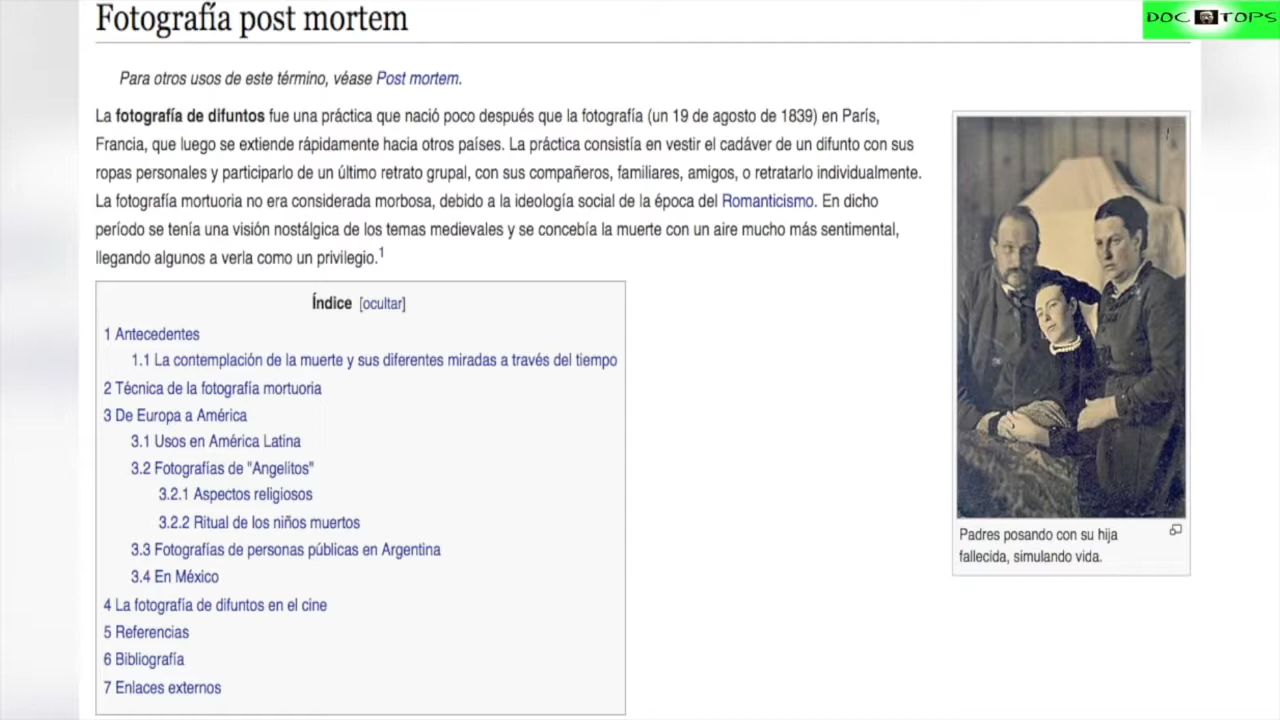 DOC TOPS
Fotografía post mortem
Para otros usos de este término, véase Post mortem.
La fotografía de difuntos fue una práctica que nació poco después que la fotografía (un 19 de agosto de 1839) en París,
Francia, que luego se extiende rápidamente hacia otros países. La práctica consistía en vestir el cadáver de un difunto con sus
ropas personales y participarlo de un último retrato grupal, con sus compañeros, familiares, amigos, o retratarlo individualmente.
La fotografía mortuoria no era considerada morbosa, debido a la ideología social de la época del Romanticismo. En dicho
período se tenía una visión nostálgica de los temas medievales y se concebía la muerte con un aire mucho más sentimental,
llegando algunos a verla como un privilegio.1
Índice [ocultar]
1 Antecedentes
1.1 La contemplación de la muerte y sus diferentes miradas a través del tiempo
2 Técnica de la fotografía mortuoria
3 De Europa a América
3.1 Usos en América Latina
3.2 Fotografías de "Angelitos"
3.2.1 Aspectos religiosos
3.2.2 Ritual de los niños muertos
3.3 Fotografías de personas públicas en Argentina
3.4 En México
4 La fotografía de difuntos en el cine
5 Referencias
6 Bibliografía
7 Enlaces externos
Padres posando con su hija
fallecida, simulando vida.